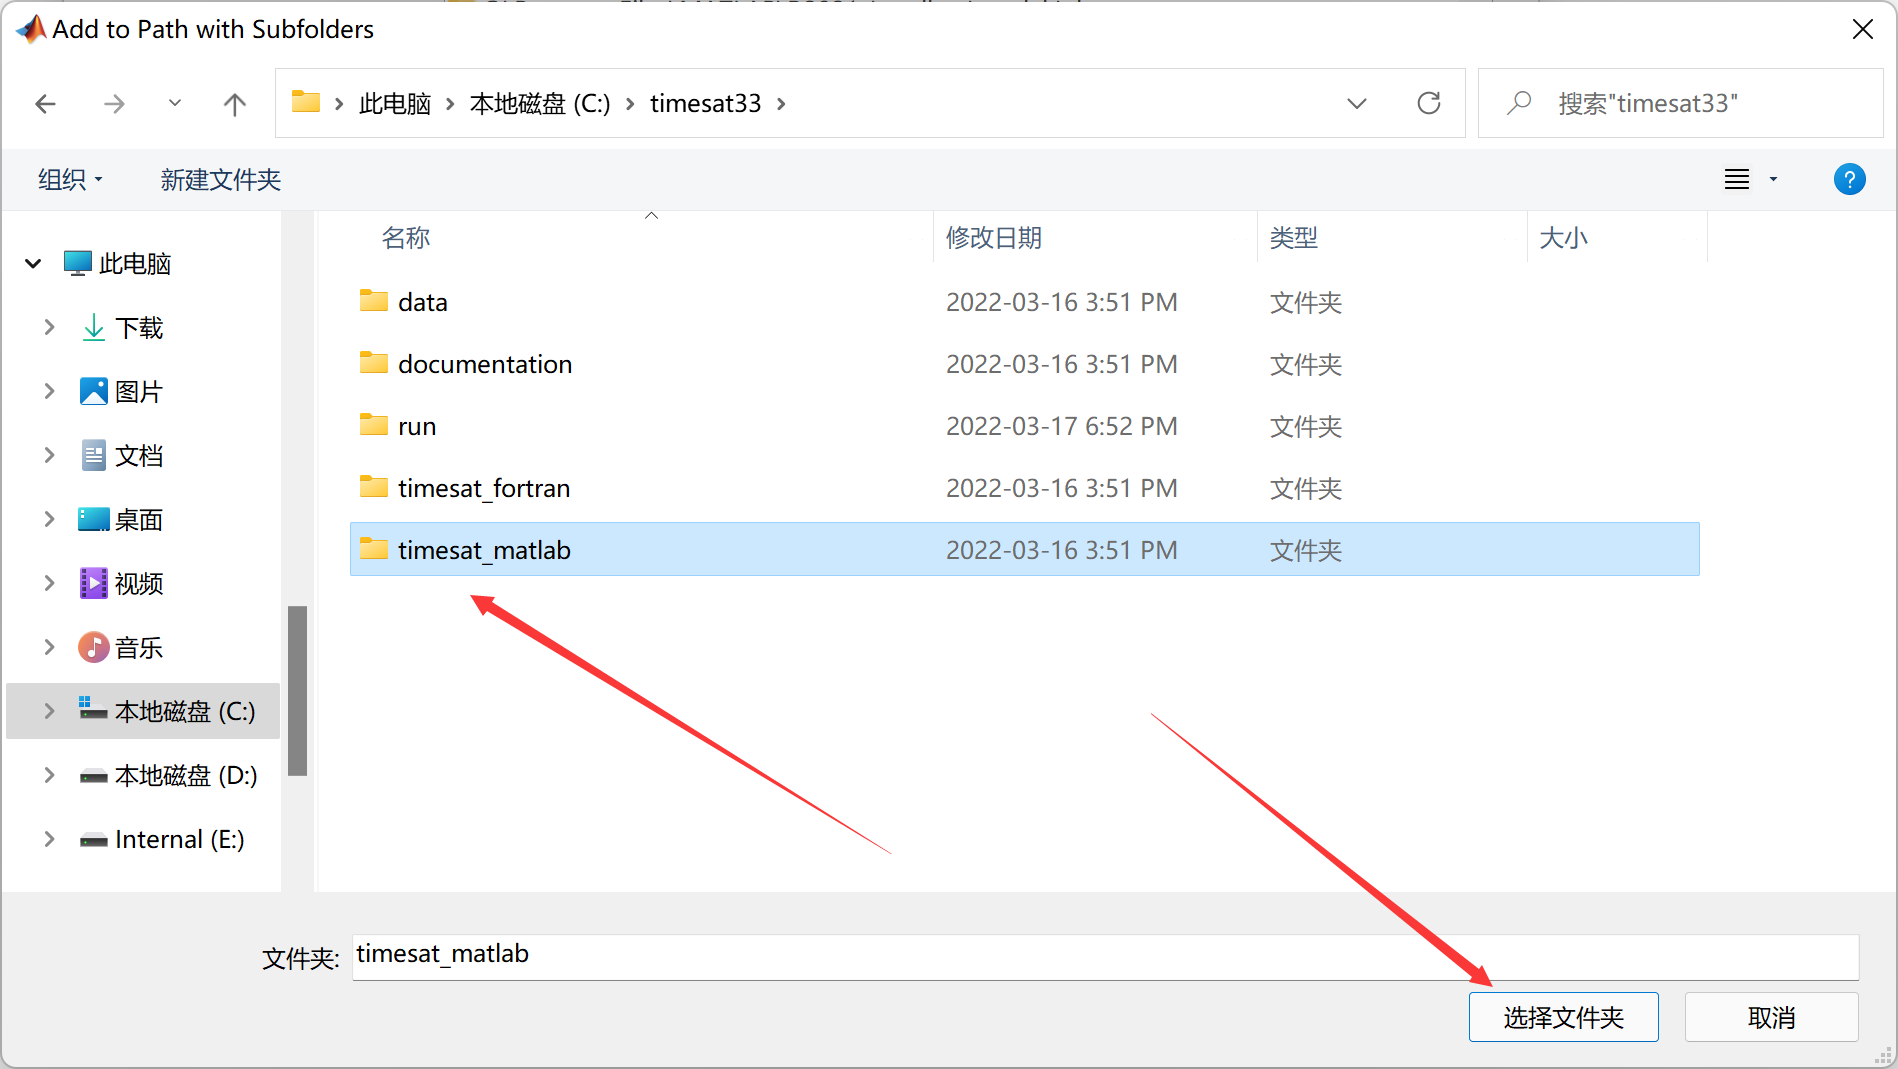 Add to Path with Subfolders
此电脑 本地磁盘 (C:) timesat33
搜索"timesat33"
组织 新建文件夹
?
名称 修改日期 类型 大小
此电脑
下载
图片
文档
桌面
视频
音乐
本地磁盘 (C:)
本地磁盘 (D:)
Internal (E:)
data 2022-03-16 3:51 PM 文件夹
documentation 2022-03-16 3:51 PM 文件夹
run 2022-03-17 6:52 PM 文件夹
timesat_fortran 2022-03-16 3:51 PM 文件夹
timesat_matlab 2022-03-16 3:51 PM 文件夹
文件夹: timesat_matlab
选择文件夹 取消